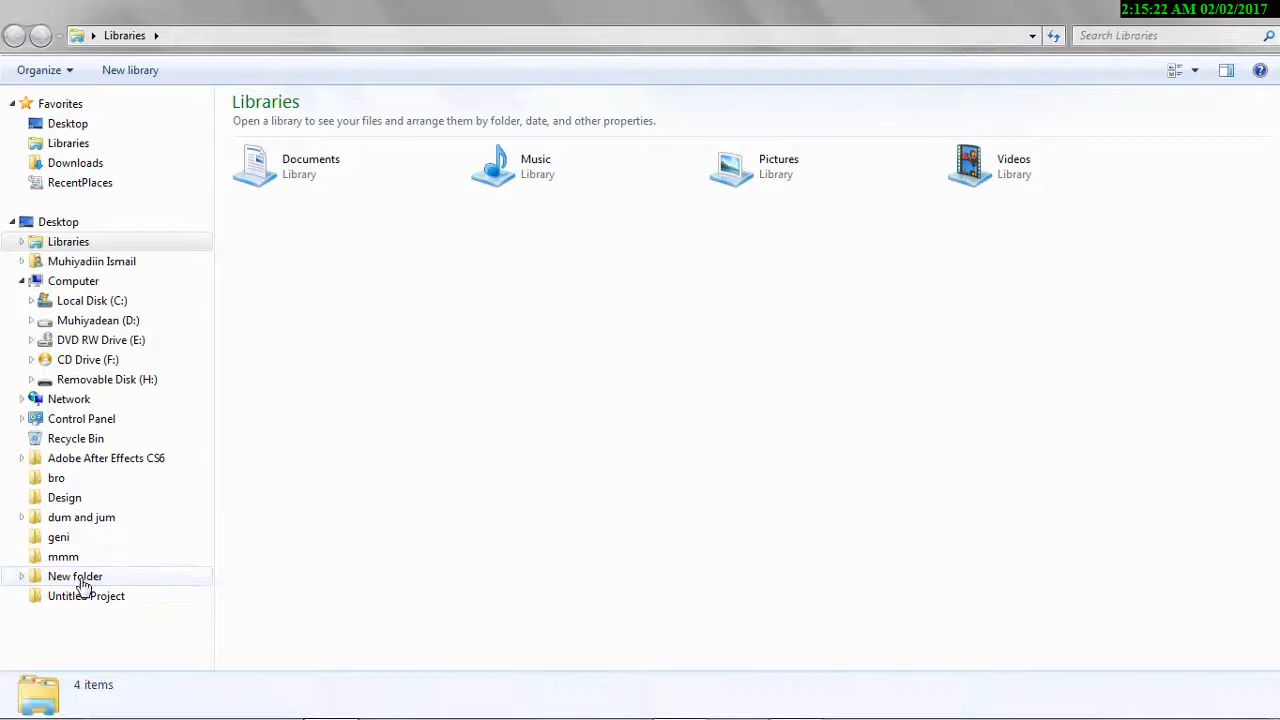 2:15:22 AM 02/02/2017
Libraries
Search Libraries
Organize
New library
Favorites
Desktop
Libraries
Downloads
RecentPlaces
Desktop
Libraries
Muhiyadiin Ismail
Computer
Local Disk (C:)
Muhiyadean (D:)
DVD RW Drive (E:)
CD Drive (F:)
Removable Disk (H:)
Network
Control Panel
Recycle Bin
Adobe After Effects CS6
bro
Design
dum and jum
geni
mmm
New folder
Untitled Project
Libraries
Open a library to see your files and arrange them by folder, date, and other properties.
Documents
Library
Music
Library
Pictures
Library
Videos
Library
4 items